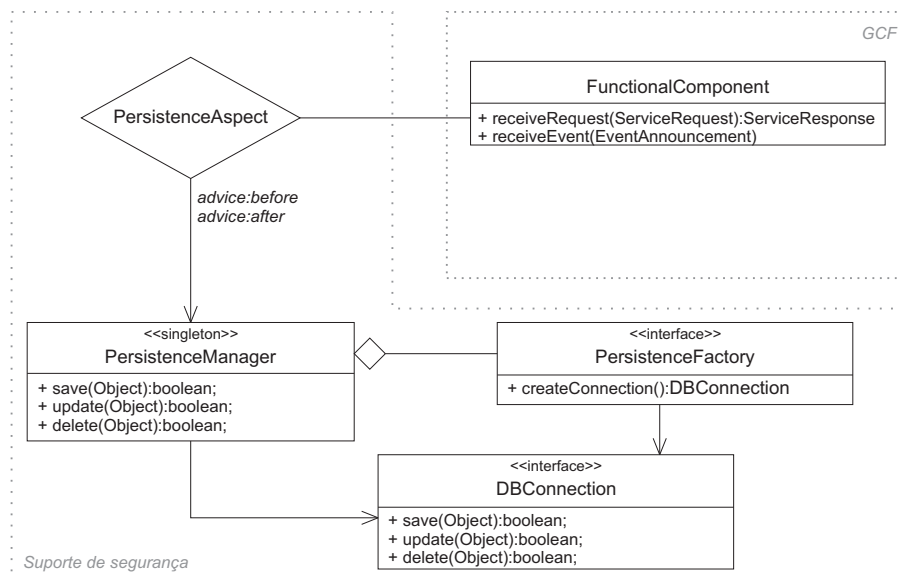 GCF
FunctionalComponent
+ receiveRequest(ServiceRequest):ServiceResponse
+ receiveEvent(EventAnnouncement)
PersistenceAspect
advice:before
advice:after
<<singleton>>
PersistenceManager
+ save(Object):boolean;
+ update(Object):boolean;
+ delete(Object):boolean;
<<interface>>
PersistenceFactory
+ createConnection():DBConnection
<<interface>>
DBConnection
+ save(Object):boolean;
+ update(Object):boolean;
+ delete(Object):boolean;
Suporte de segurança